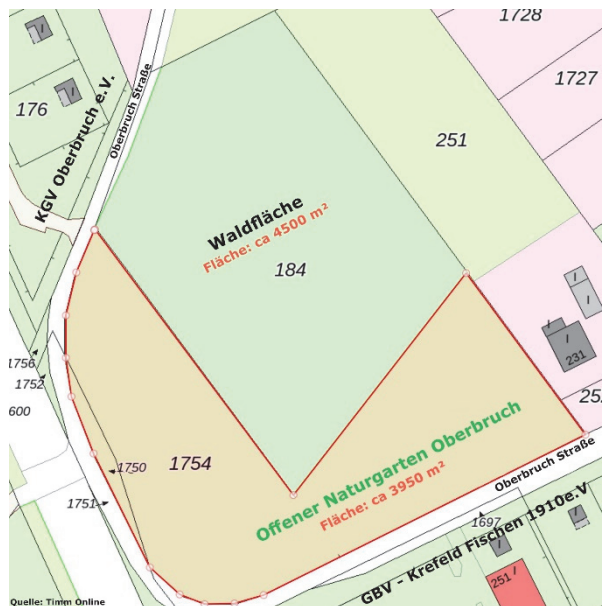 1728
1727
176
KGV Oberbruch e.V.
Oberbruch Straße
251
Waldfläche
Fläche: ca 4500 m²
184
231
1756
1752
600
1754
1750
1751
Offener Naturgarten Oberbruch
Fläche: ca 3950 m²
Oberbruch Straße
1697
GBV - Krefeld Fischen 1910e.V
251
Quelle: Timm Online